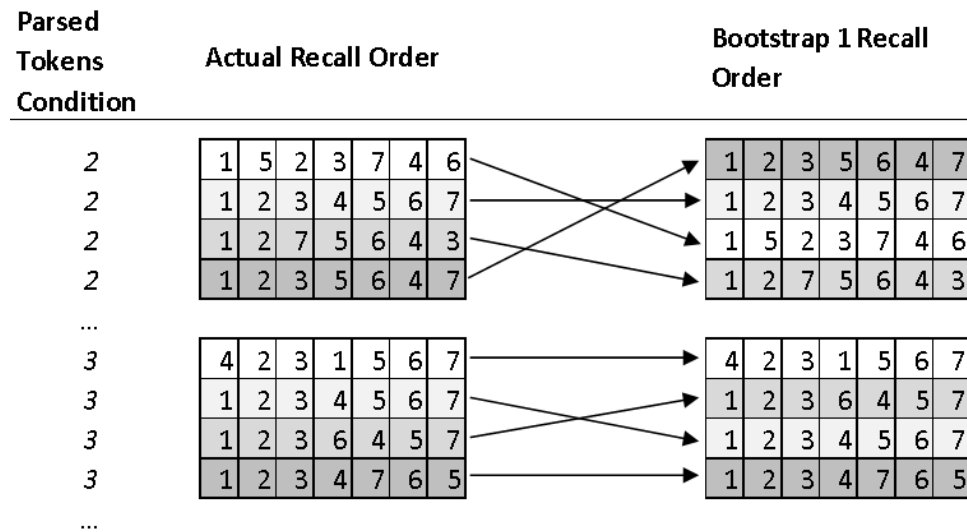 Parsed
Tokens
Condition
Actual Recall Order
Bootstrap 1 Recall
Order
2 1 5 2 3 7 4 6 1 2 3 5 6 4 7
2 1 2 3 4 5 6 7 1 2 3 4 5 6 7
2 1 2 7 5 6 4 3 1 5 2 3 7 4 6
2 1 2 3 5 6 4 7 1 2 7 5 6 4 3
...
3 4 2 3 1 5 6 7 4 2 3 1 5 6 7
3 1 2 3 4 5 6 7 1 2 3 6 4 5 7
3 1 2 3 6 4 5 7 1 2 3 4 5 6 7
3 1 2 3 4 7 6 5 1 2 3 4 7 6 5
...